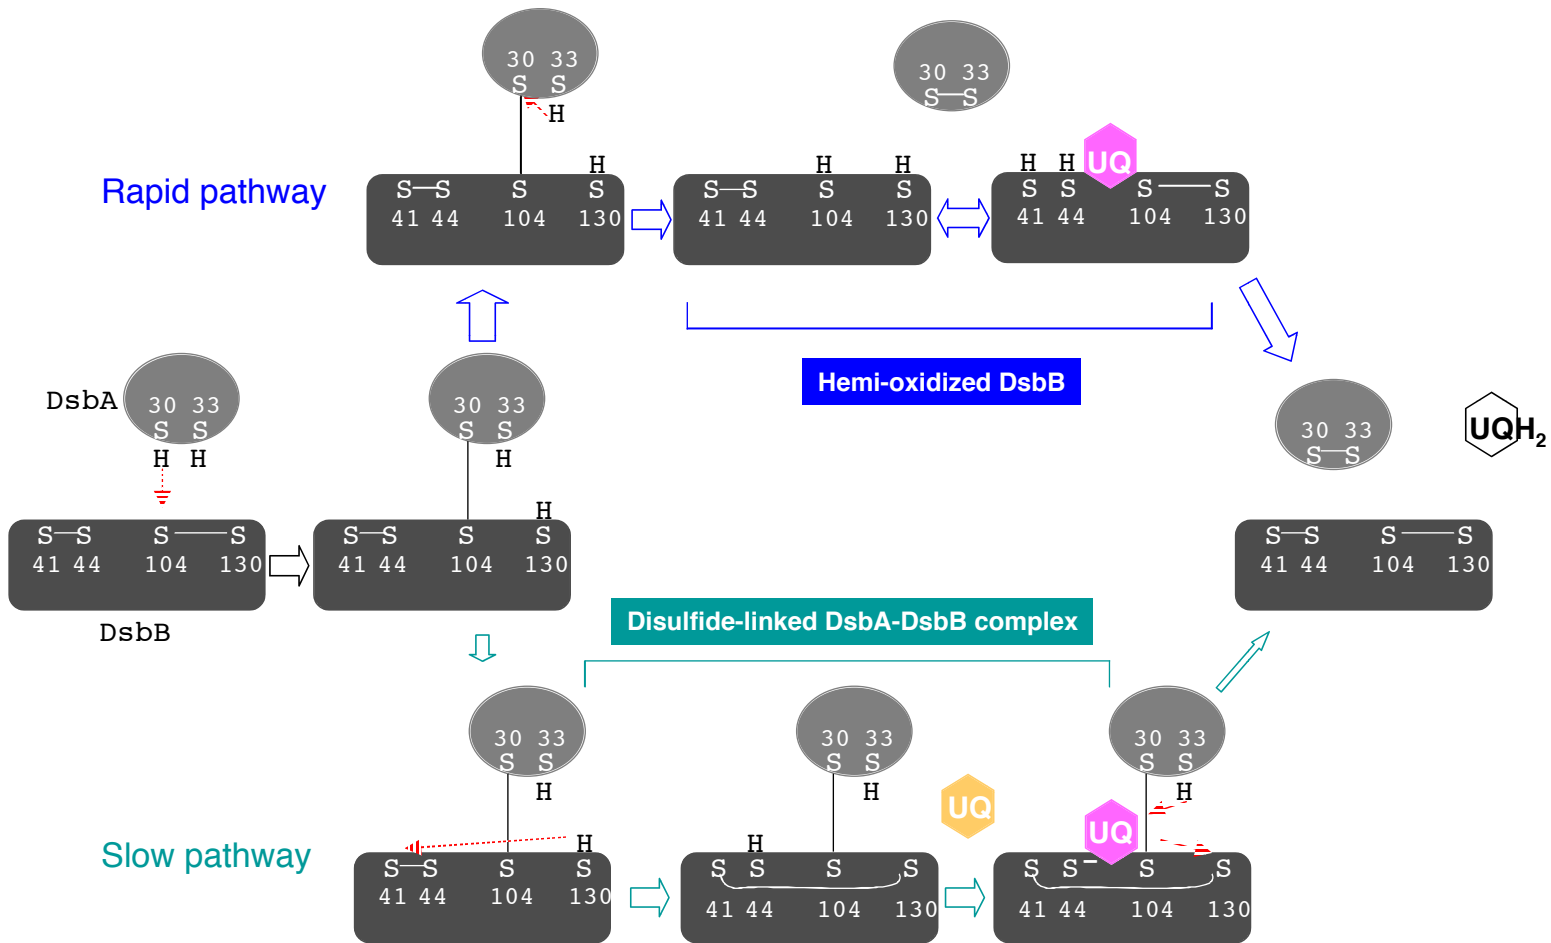 30 33
S S
H
H
S S S S
41 44 104 130
30 33
S S
H H
S S S S
41 44 104 130
H H UQ
S S S S
41 44 104 130
Rapid pathway
Hemi-oxidized DsbB
DsbA
30 33
S S
H H
S S S S
41 44 104 130
DsbB
30 33
S S
H
H
S S S S
41 44 104 130
30 33
S S
UQH2
S S S S
41 44 104 130
Disulfide-linked DsbA-DsbB complex
Slow pathway
30 33
S S
H
H
S S S S
41 44 104 130
30 33
S S
H
H
S S S S
41 44 104 130
UQ
30 33
S S
H
UQ
S S– S S
41 44 104 130